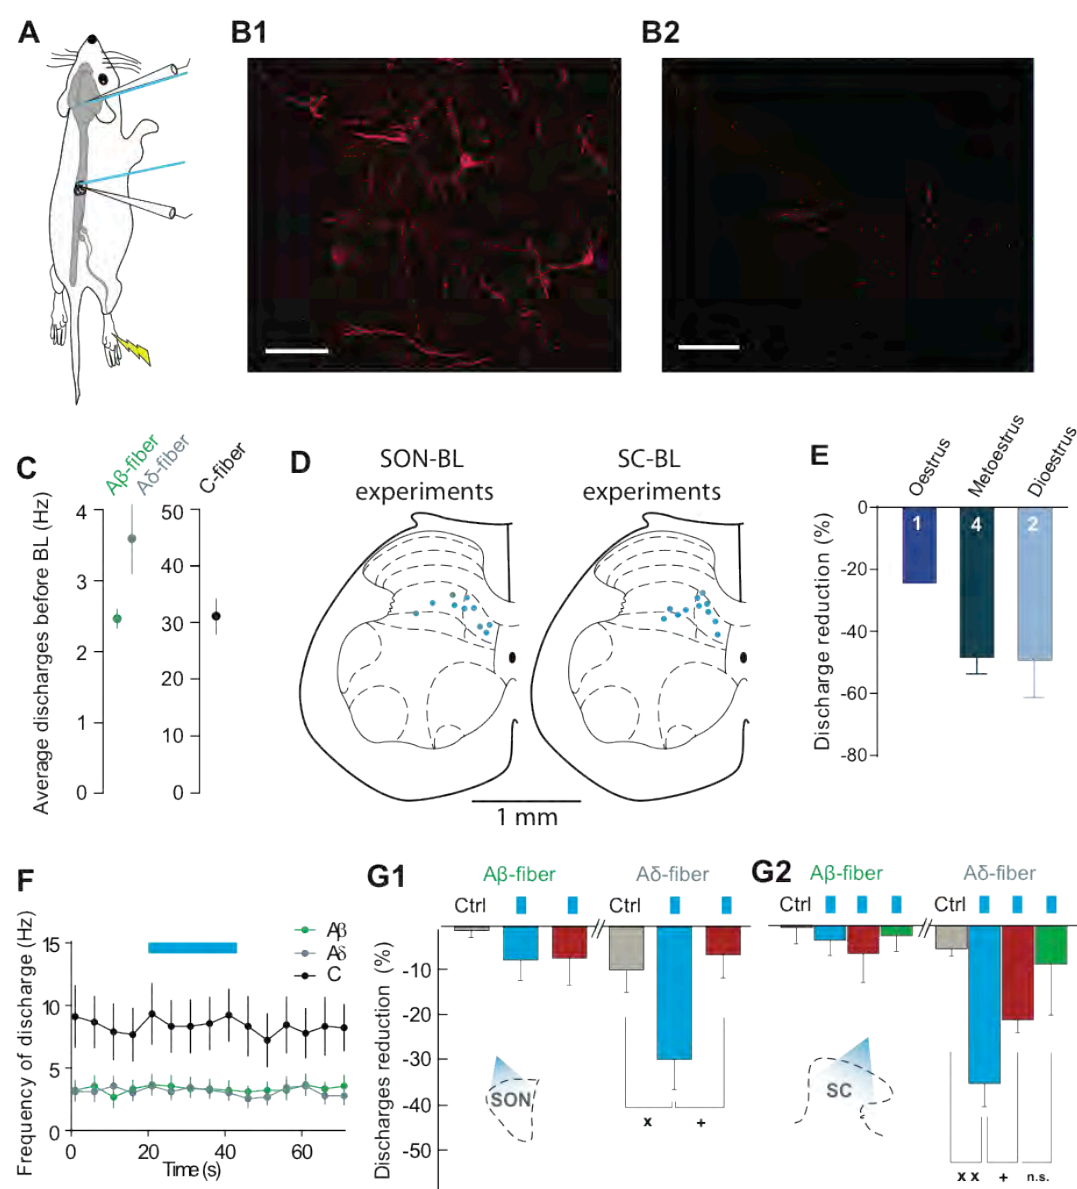 A
B1
B2
C
Aβ-fiber
Aδ-fiber
C-fiber
Average discharges before BL (Hz)
4
3
2
1
0
50
40
30
20
10
0
D
SON-BL
experiments
SC-BL
experiments
1 mm
E
Oestrus
Metoestrus
Dioestrus
Discharge reduction (%)
0
-20
-40
-60
-80
1
4
2
F
Frequency of discharge (Hz)
15
10
5
0
0
20
40
60
Time (s)
Aβ
Aδ
C
G1
Aβ-fiber
Aδ-fiber
Ctrl
Ctrl
Discharges reduction (%)
-10
-20
-30
-40
-50
SON
x
+
G2
Aβ-fiber
Aδ-fiber
Ctrl
Ctrl
SC
x x
+
n.s.